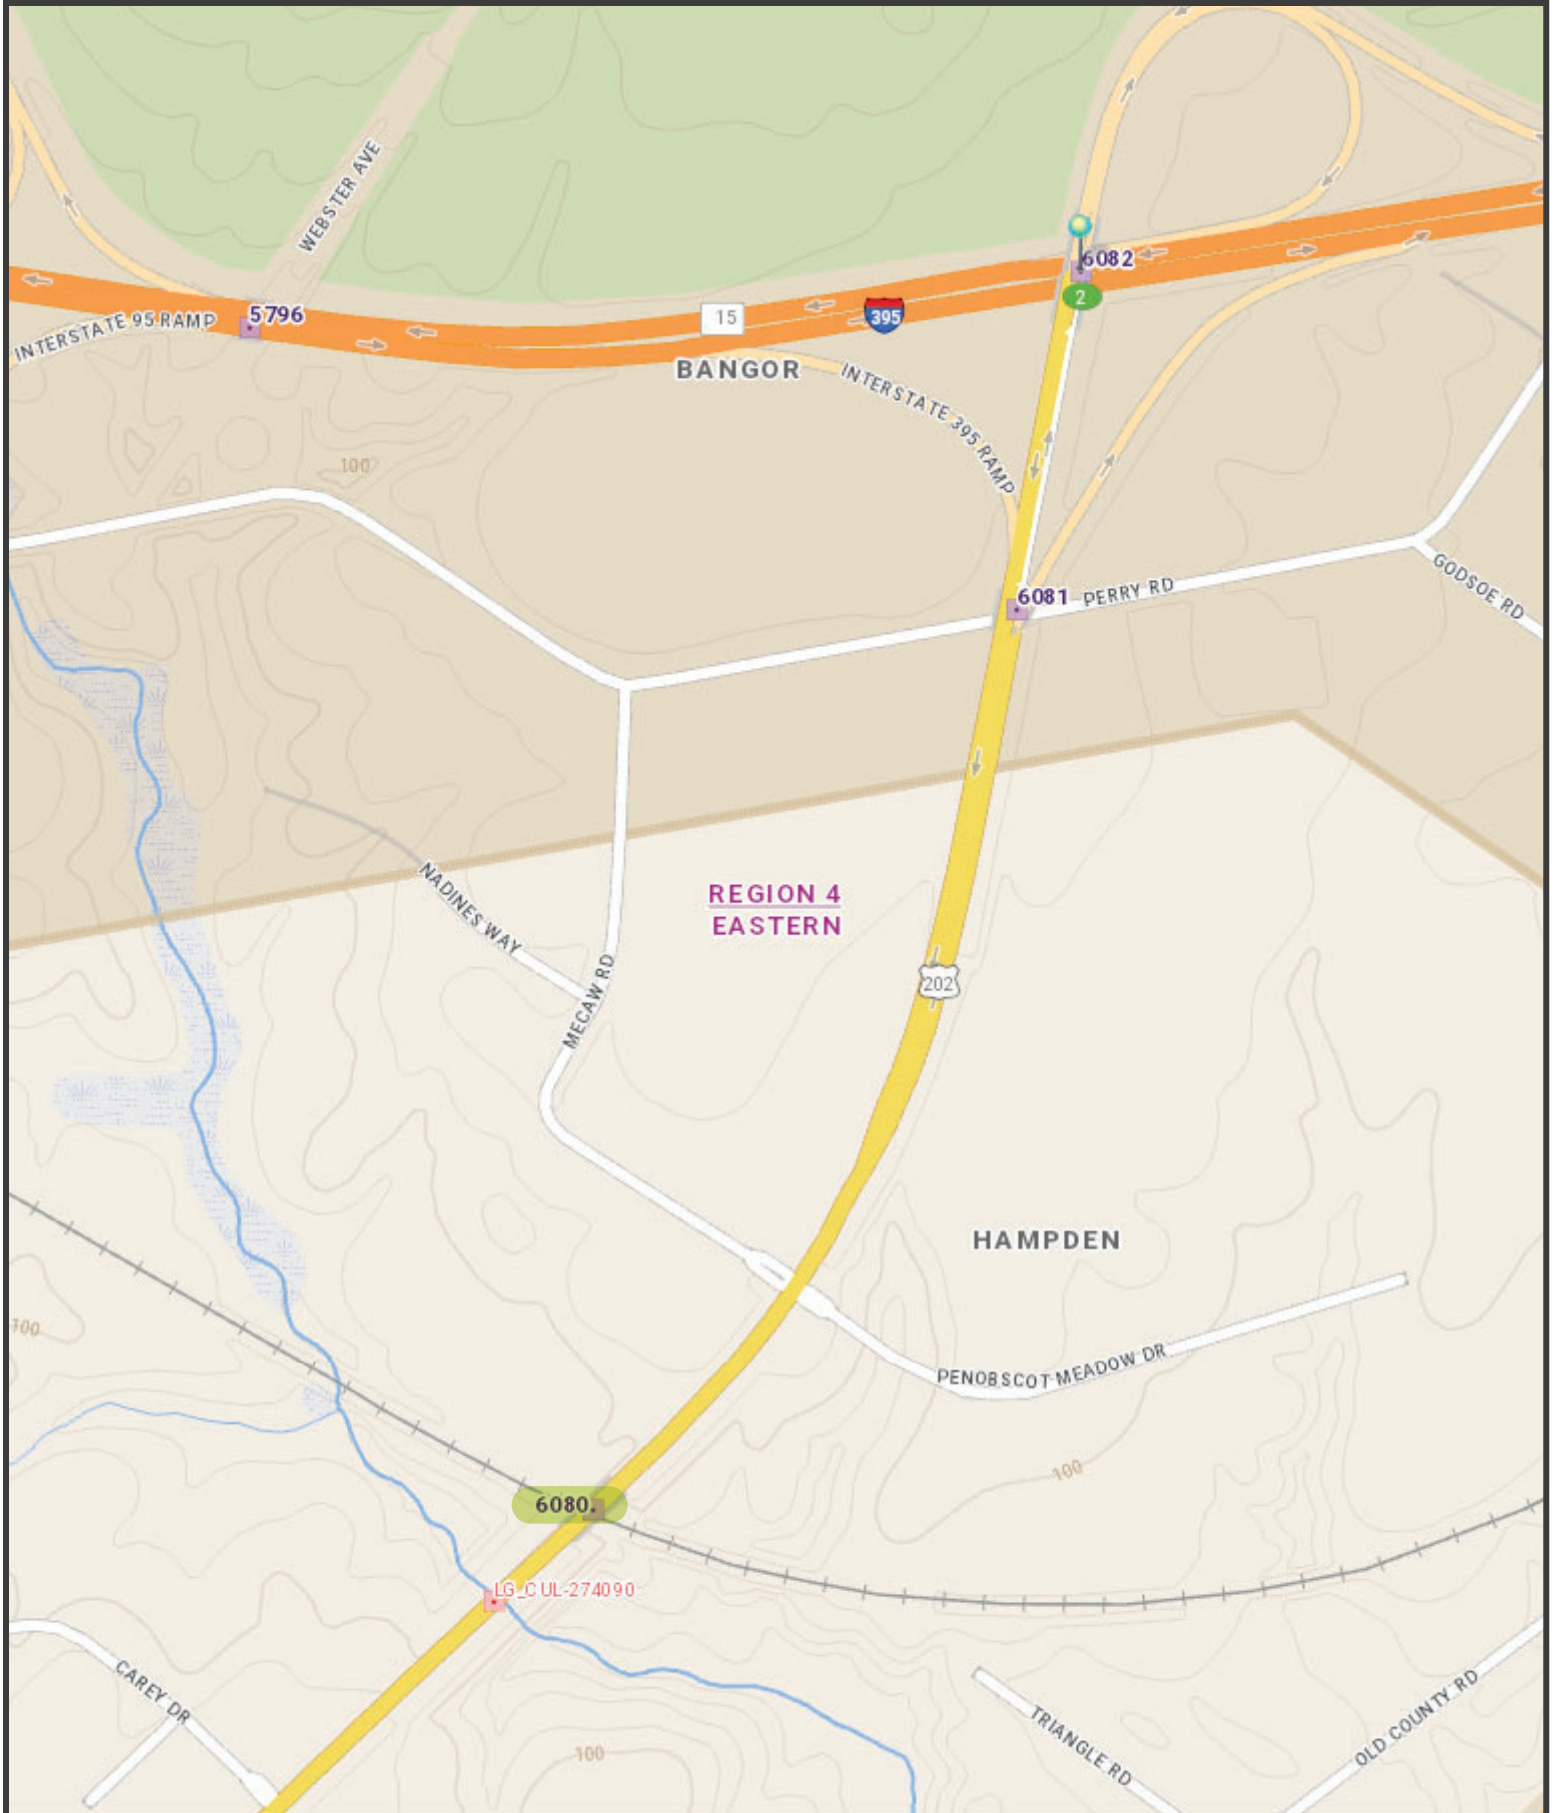 WEBSTER AVE
6082
2
5796
INTERSTATE 95 RAMP
15
395
BANGOR
INTERSTATE 395 RAMP
100
GODSOE RD
PERRY RD
6081
NADINES WAY
REGION 4
EASTERN
MECAW RD
202
HAMPDEN
100
PENOBSCOT MEADOW DR
100
6080.
LG_CUL-274090
CAREY DR
TRIANGLE RD
OLD COUNTY RD
100